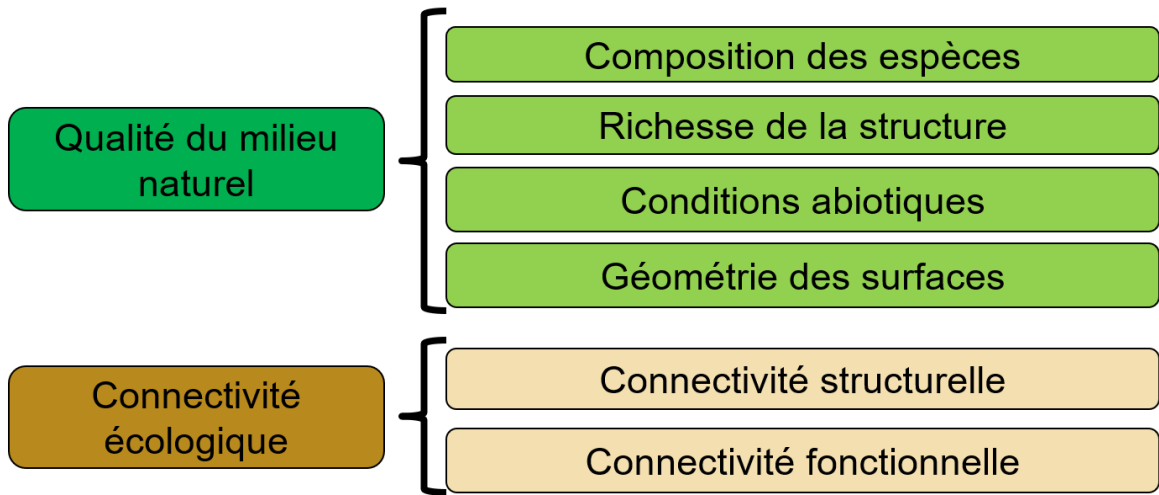 Qualité du milieu
naturel
Composition des espèces
Richesse de la structure
Conditions abiotiques
Géométrie des surfaces
Connectivité
écologique
Connectivité structurelle
Connectivité fonctionnelle